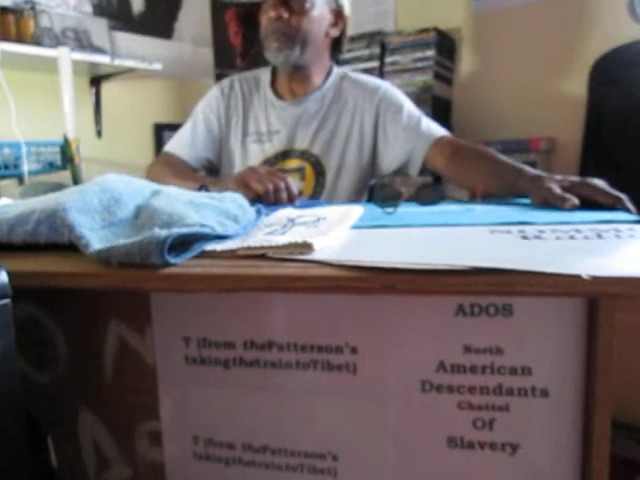 T (from thePatterson's
takingthetraintoTibet)
T (from thePatterson's
takingthetraintoTibet)
ADOS
North
American
Descendants
Chattel
Of
Slavery